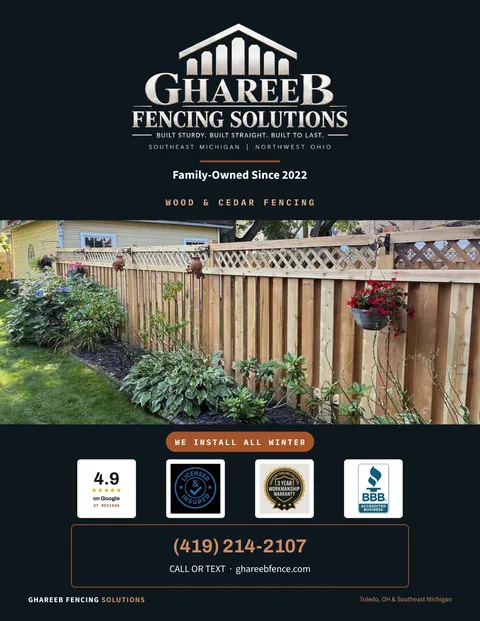 GHAREEB
FENCING SOLUTIONS
BUILT STURDY. BUILT STRAIGHT. BUILT TO LAST.
SOUTHEAST MICHIGAN | NORTHWEST OHIO
Family-Owned Since 2022
WOOD & CEDAR FENCING
WE INSTALL ALL WINTER
4.9
★★★★★
on Google
27 REVIEWS
LICENSED
&
INSURED
3 YEAR
WORKMANSHIP
WARRANTY
BBB
ACCREDITED
BUSINESS
(419) 214-2107
CALL OR TEXT · ghareebfence.com
GHAREEB FENCING SOLUTIONS
Toledo, OH & Southeast Michigan